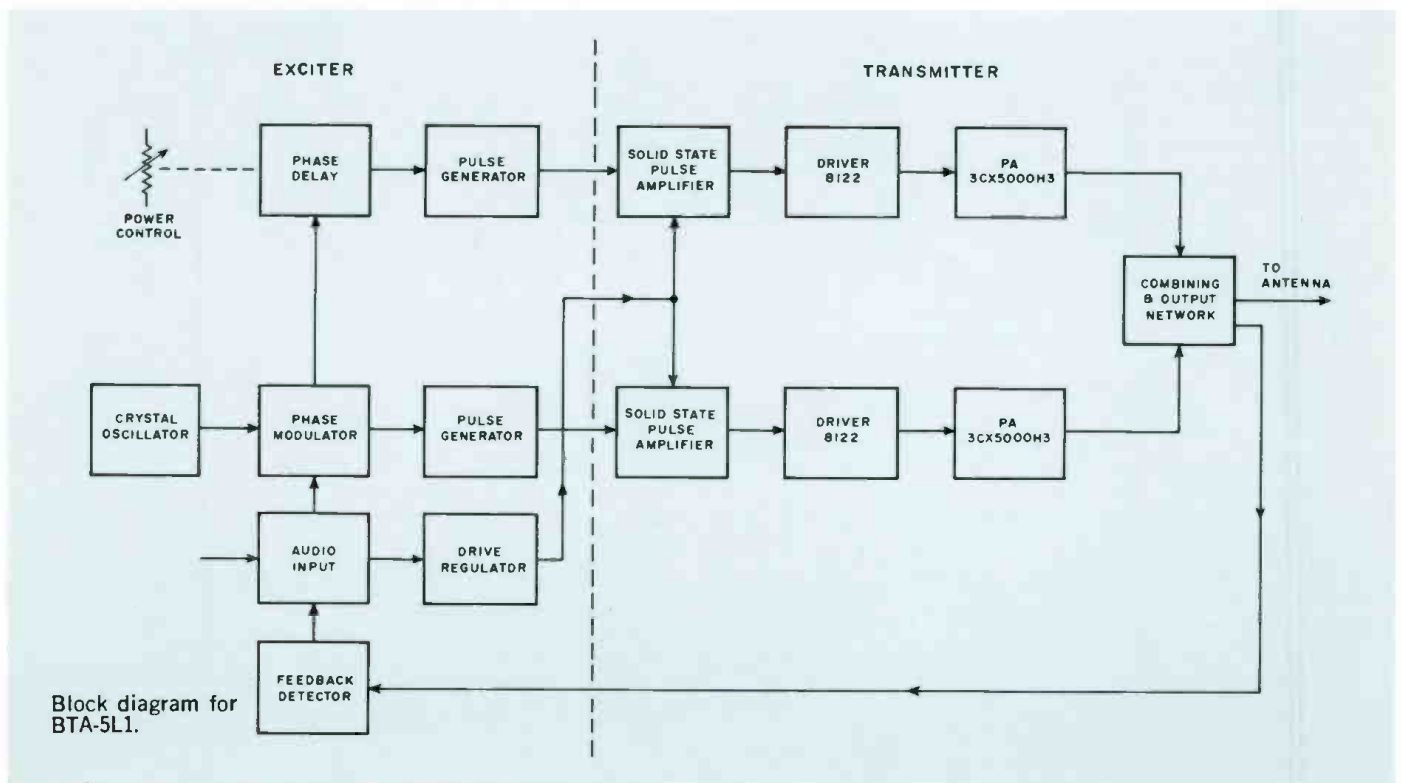 EXCITER
TRANSMITTER
POWER
CONTROL
PHASE
DELAY
PULSE
GENERATOR
SOLID STATE
PULSE
AMPLIFIER
DRIVER
8122
PA
3CX5000H3
COMBINING
& OUTPUT
NETWORK
TO
ANTENNA
CRYSTAL
OSCILLATOR
PHASE
MODULATOR
PULSE
GENERATOR
SOLID STATE
PULSE
AMPLIFIER
DRIVER
8122
PA
3CX5000H3
AUDIO
INPUT
DRIVE
REGULATOR
FEEDBACK
DETECTOR
Block diagram for
BTA-5L1.